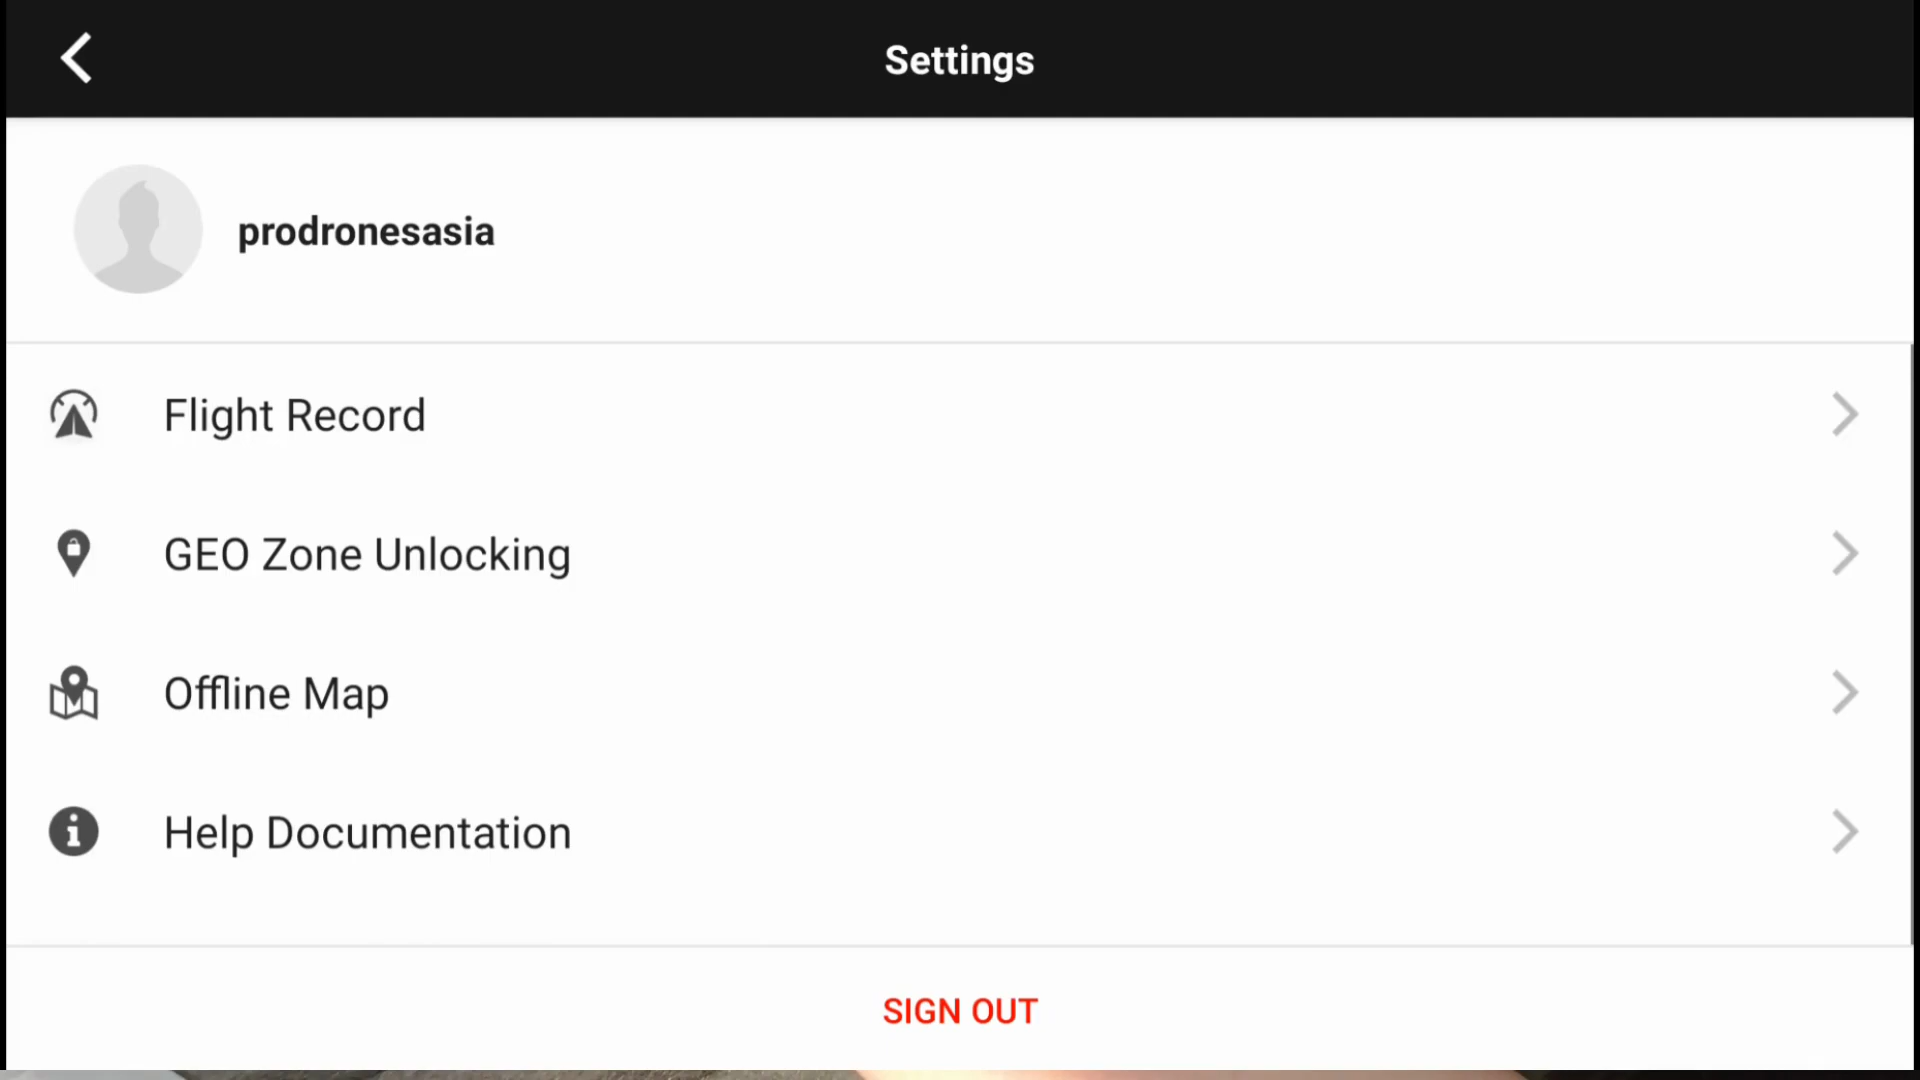 Settings
prodronesasia
Flight Record
GEO Zone Unlocking
Offline Map
Help Documentation
SIGN OUT